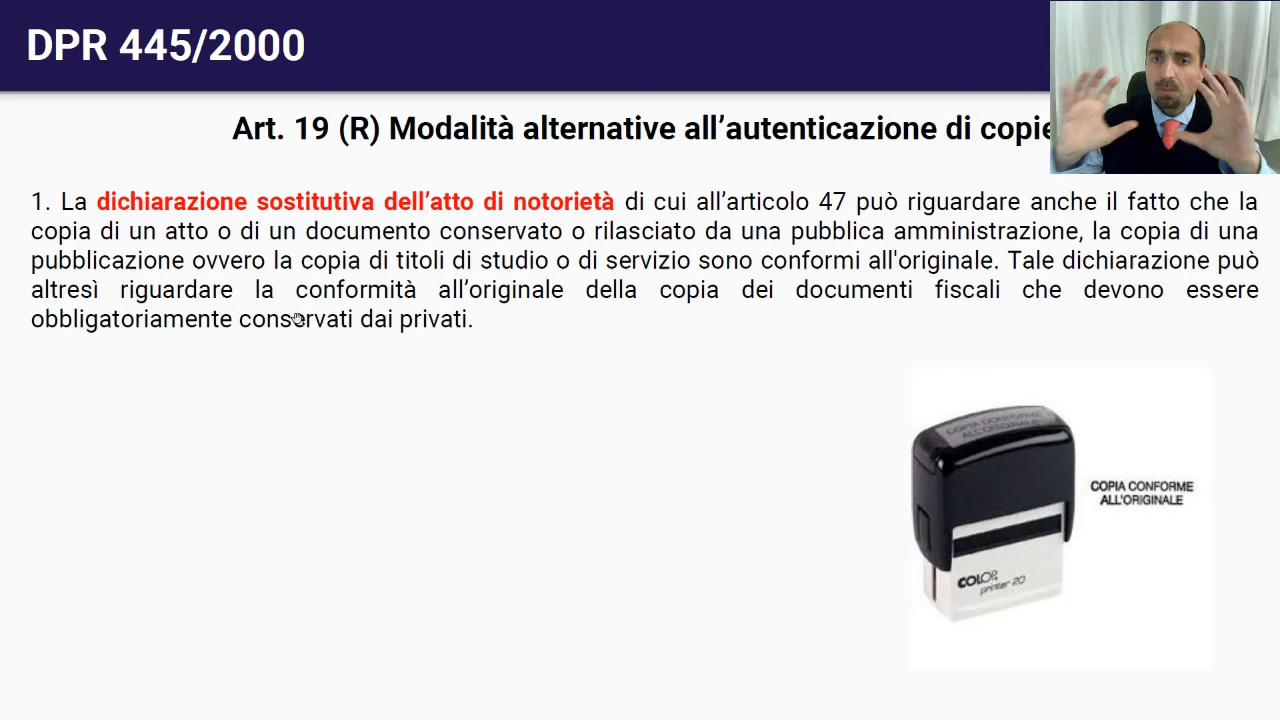 DPR 445/2000
Art. 19 (R) Modalità alternative all’autenticazione di copie
1. La dichiarazione sostitutiva dell’atto di notorietà di cui all’articolo 47 può riguardare anche il fatto che la
copia di un atto o di un documento conservato o rilasciato da una pubblica amministrazione, la copia di una
pubblicazione ovvero la copia di titoli di studio o di servizio sono conformi all'originale. Tale dichiarazione può
altresì riguardare la conformità all’originale della copia dei documenti fiscali che devono essere
obbligatoriamente conservati dai privati.
COPIA CONFORME
ALL'ORIGINALE
COPIA CONFORME
ALL'ORIGINALE
COLOP
printer 20